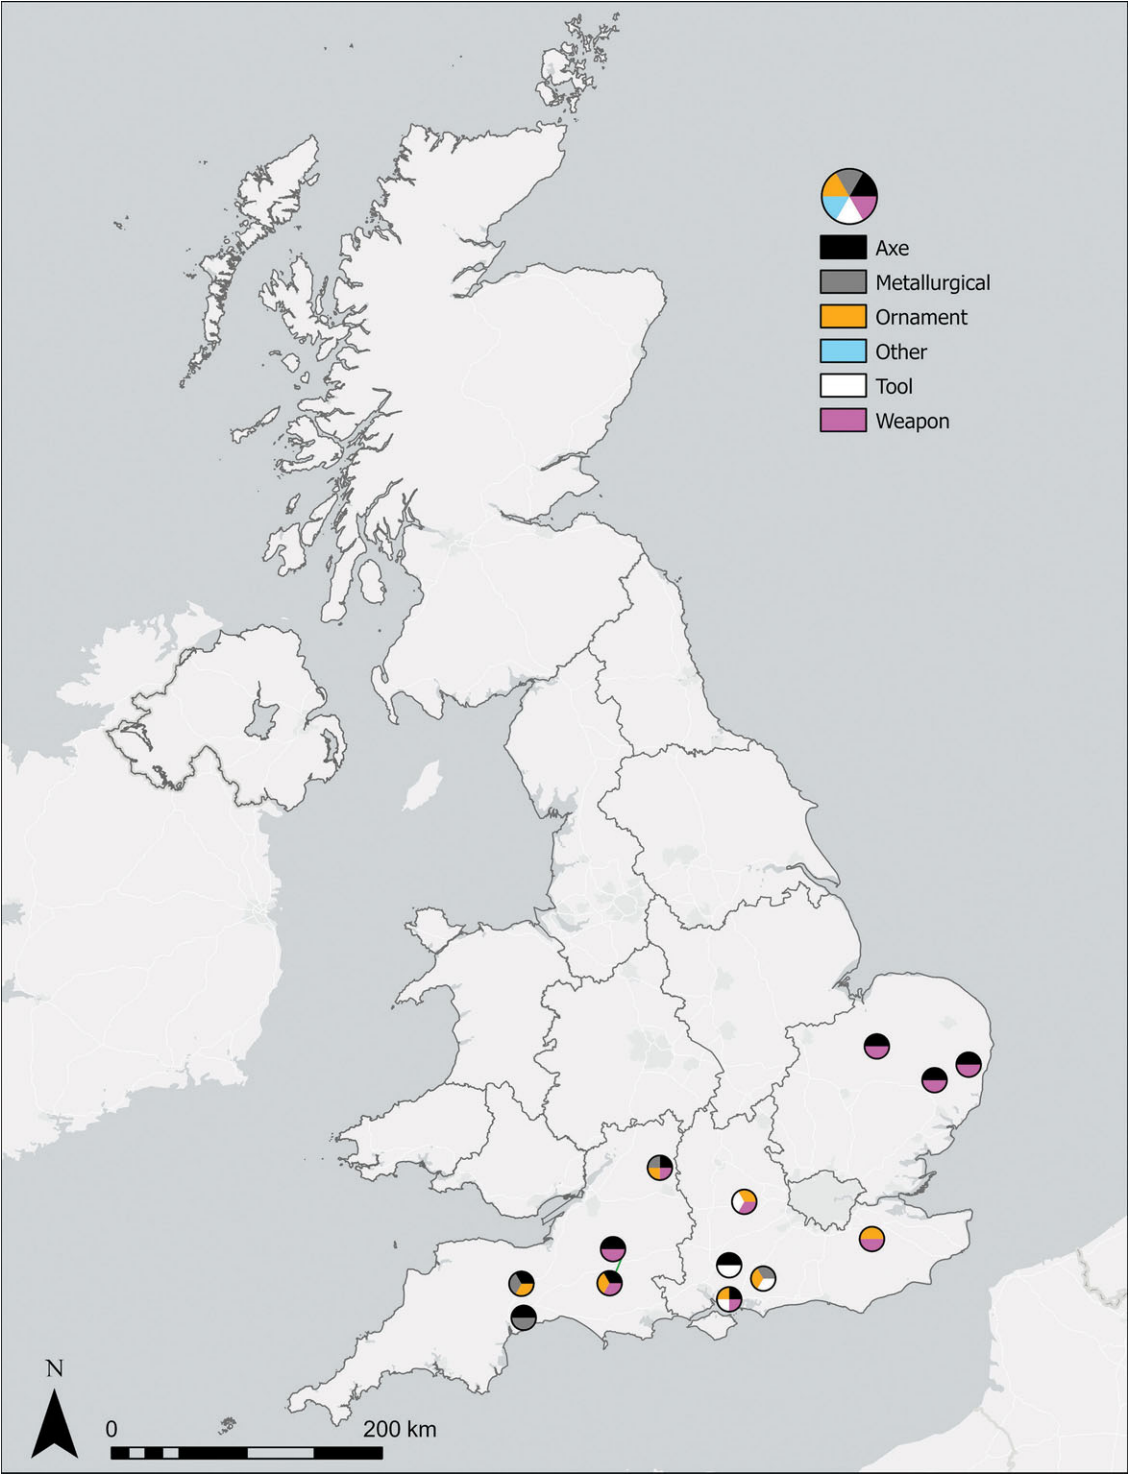 Axe
Metallurgical
Ornament
Other
Tool
Weapon
N
0 200 km